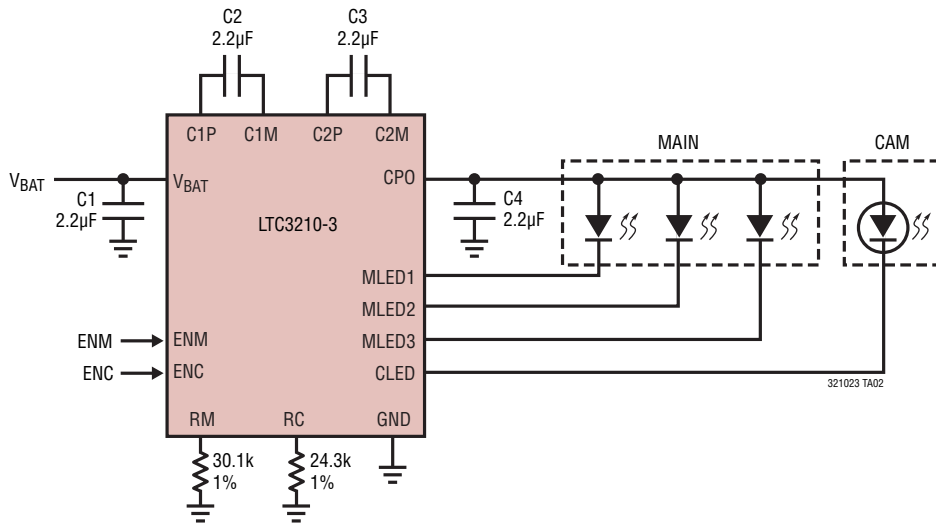 C2
2.2µF
C3
2.2µF
C1P
C1M
C2P
C2M
MAIN
CAM
VBAT
VBAT
CPO
C1
2.2µF
C4
2.2µF
LTC3210-3
MLED1
MLED2
MLED3
CLED
ENM
ENM
ENC
ENC
321023 TA02
RM
RC
GND
30.1k
1%
24.3k
1%